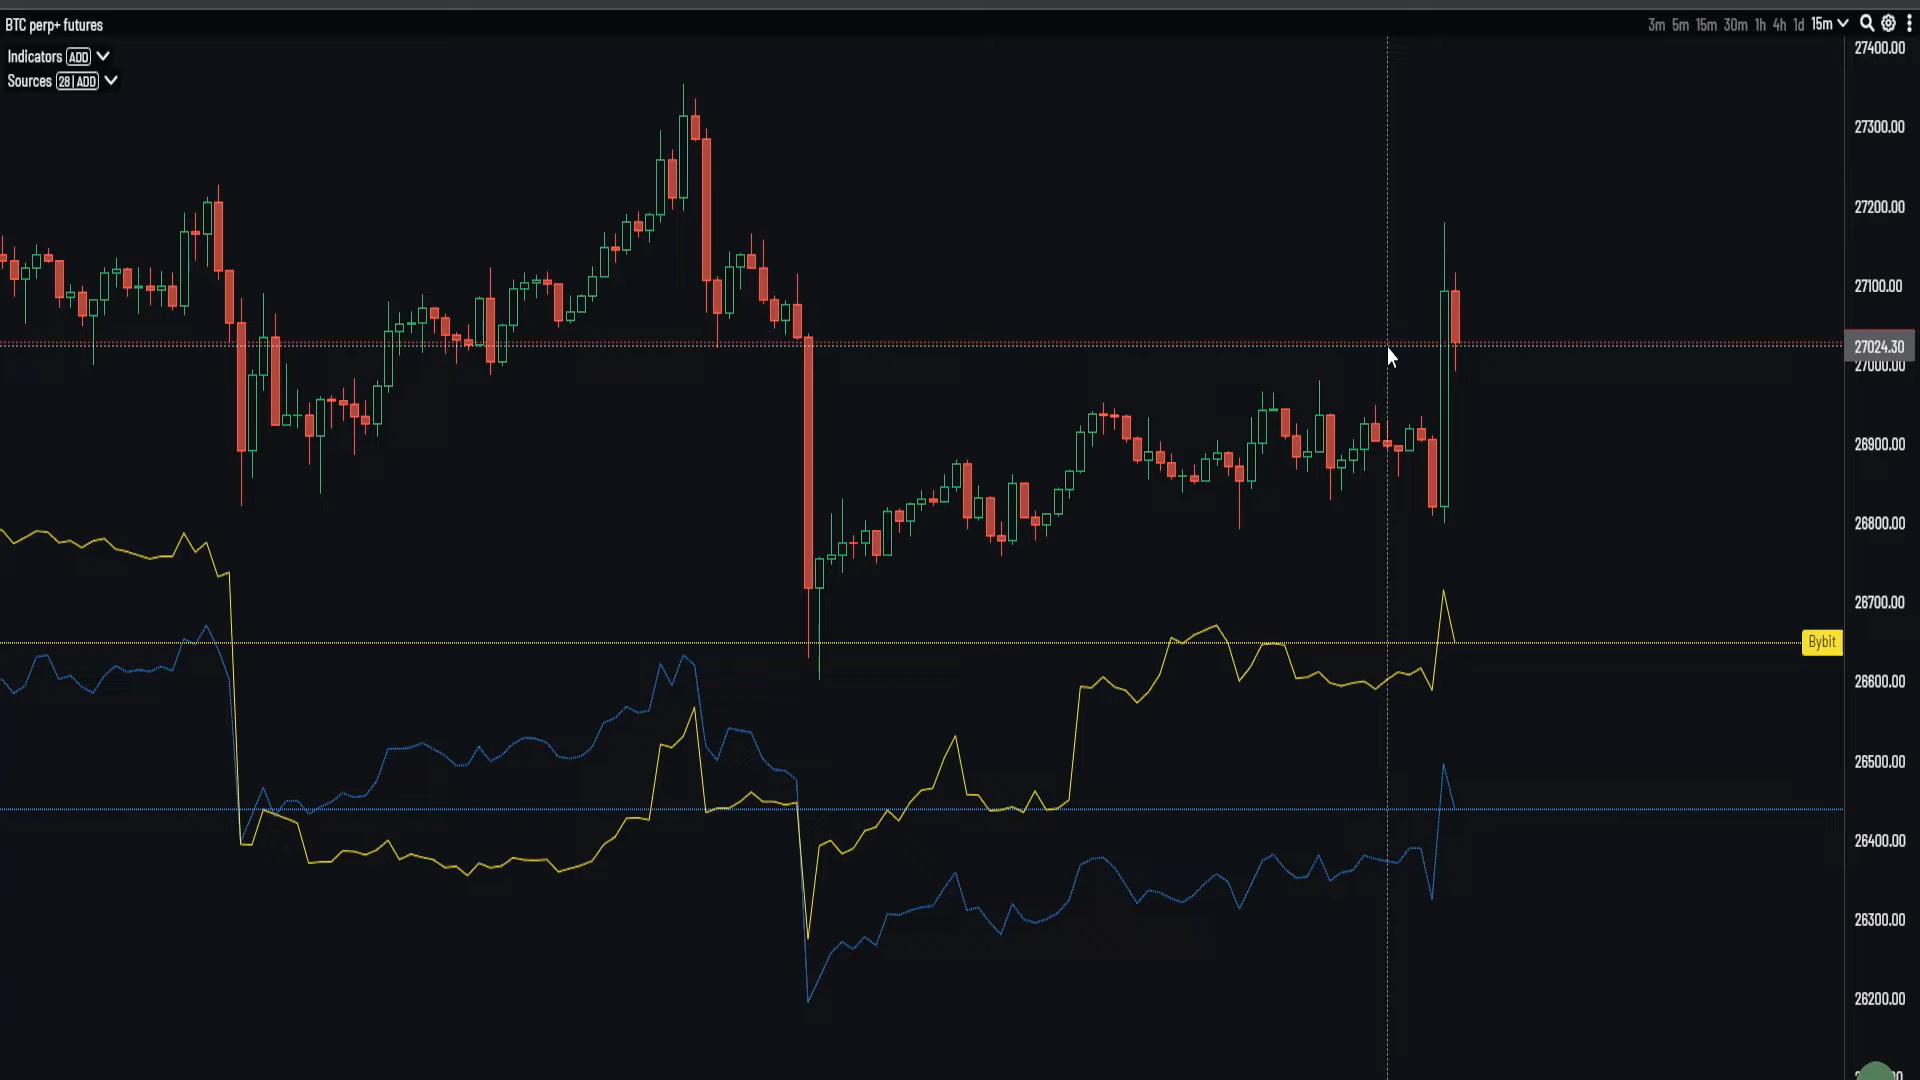 BTC perp+ futures
3m 5m 15m 30m 1h 4h 1d 15m
Indicators ADD
Sources 28 | ADD
27400.00
27300.00
27200.00
27100.00
27024.30
27000.00
26900.00
26800.00
26700.00
Bybit
26600.00
26500.00
26400.00
26300.00
26200.00